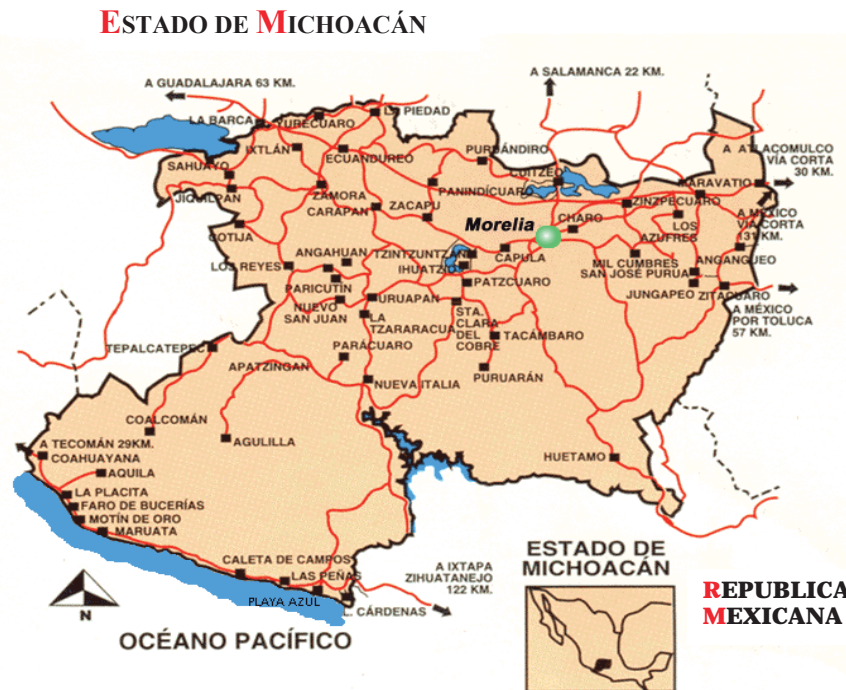 ESTADO DE MICHOACÁN
A SALAMANCA 22 KM.
A GUADALAJARA 63 KM.
LA PIEDAD
LA BARCA
YURECUARO
IXTLÁN
ECUANDUREO
PURUÁNDIRO
A ATLACOMULCO
VÍA CORTA
30 KM.
SAHUAYO
CUITZEO
JIQUILPAN
ZAMORA
PANINDÍCUARO
MARAVATIO
CARAPAN
ZACAPU
ZINZPECUARO
Morelia
CHARO
LOS
AZUFRES
A MÉXICO
VÍA CORTA
131 KM.
COTIJA
ANGAHUAN
TZINTZUNTZAN
CAPULA
MIL CUMBRES
ANGANGUEO
LOS REYES
IHUATZIO
SAN JOSÉ PURUA
PARICUTÍN
PATZCUARO
JUNGAPEO
ZITACUARO
NUEVO
SAN JUAN
URUAPAN
LA
TZARARACUA
STA.
CLARA
DEL
COBRE
A MÉXICO
POR TOLUCA
57 KM.
TEPALCATEPEC
PARÁCUARO
TACÁMBARO
APATZINGAN
NUEVA ITALIA
PURUARÁN
COALCOMÁN
A TECOMÁN 29KM.
AGULILLA
COAHUAYANA
HUETAMO
AQUILA
LA PLACITA
FARO DE BUCERÍAS
MOTÍN DE ORO
MARUATA
CALETA DE CAMPOS
LAS PEÑAS
A IXTAPA
ZIHUATANEJO
122 KM.
PLAYA AZUL
L. CÁRDENAS
N
OCÉANO PACÍFICO
ESTADO DE
MICHOACÁN
REPUBLICA
MEXICANA